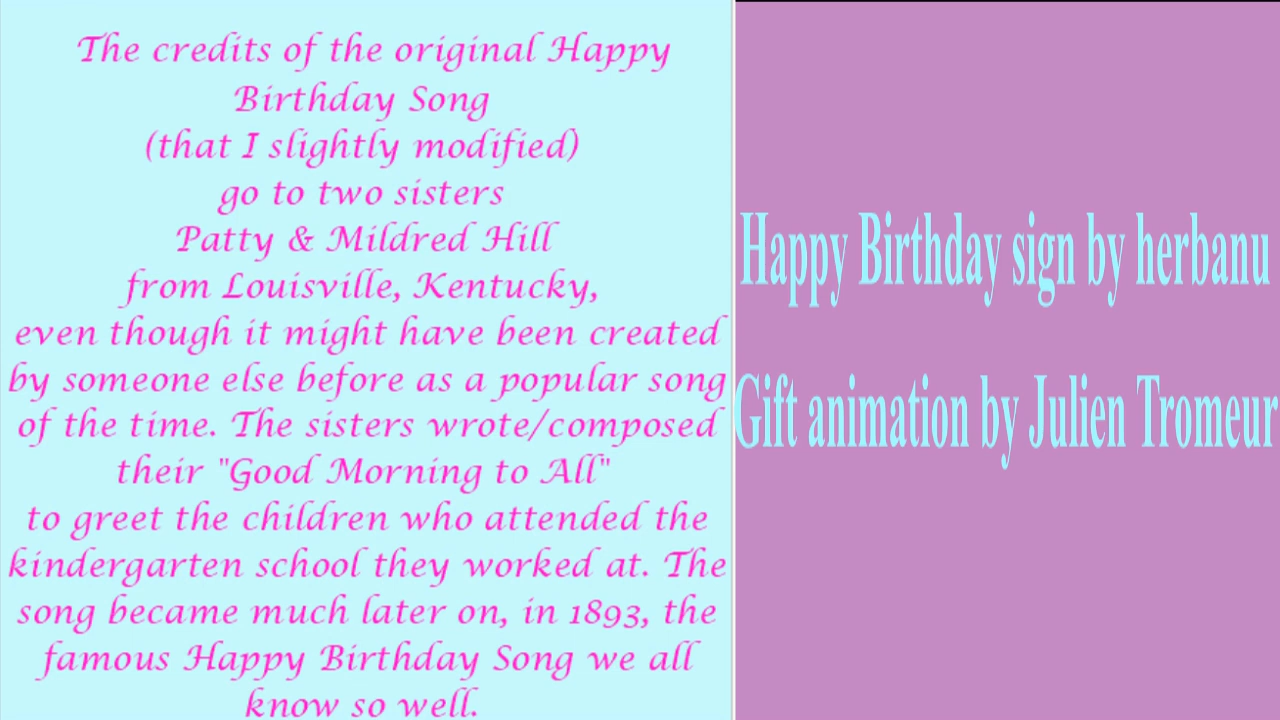 The credits of the original Happy
Birthday Song
(that I slightly modified)
go to two sisters
Patty & Mildred Hill
from Louisville, Kentucky,
even though it might have been created
by someone else before as a popular song
of the time. The sisters wrote/composed
their "Good Morning to All"
to greet the children who attended the
kindergarten school they worked at. The
song became much later on, in 1893, the
famous Happy Birthday Song we all
know so well.
Happy Birthday sign by herbanu
Gift animation by Julien Tromeur